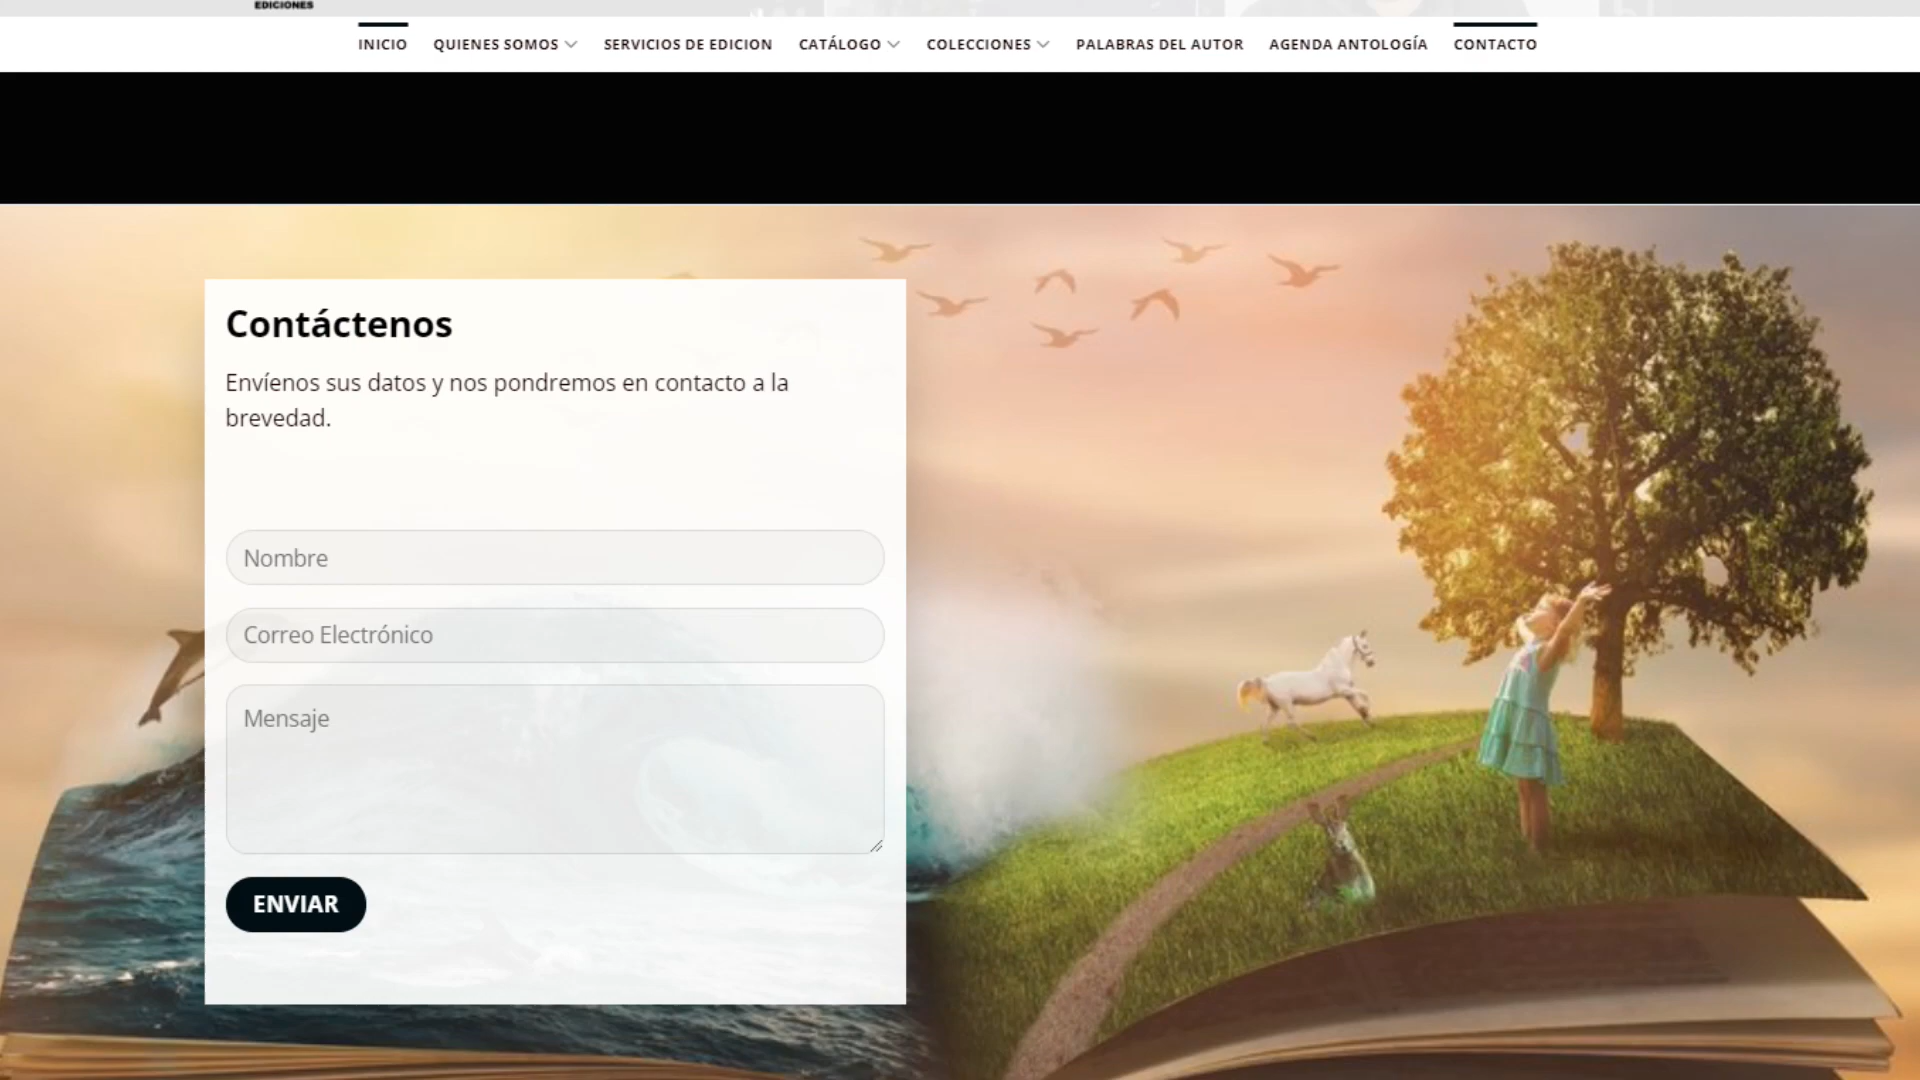 EDICIONES
INICIO QUIENES SOMOS SERVICIOS DE EDICION CATÁLOGO COLECCIONES PALABRAS DEL AUTOR AGENDA ANTOLOGÍA CONTACTO
Contáctenos
Envíenos sus datos y nos pondremos en contacto a la
brevedad.
Nombre
Correo Electrónico
Mensaje
ENVIAR